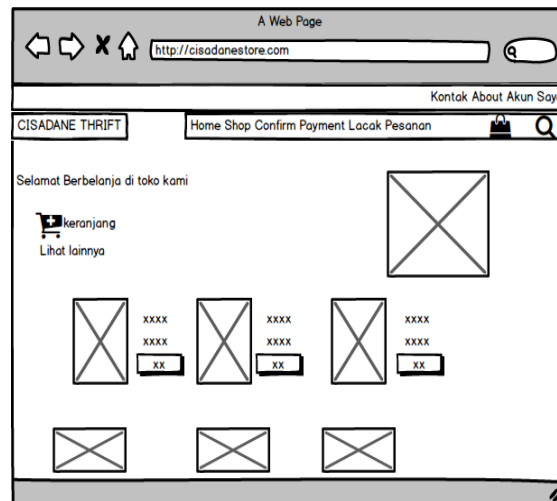 A Web Page
http://cisadanestore.com
Kontak About Akun Say
CISADANE THRIFT
Home Shop Confirm Payment Lacak Pesanan
Selamat Berbelanja di toko kami
keranjang
Lihat lainnya
xxxx xxxx xxxx
xxxx xxxx xxxx
xx xx xx